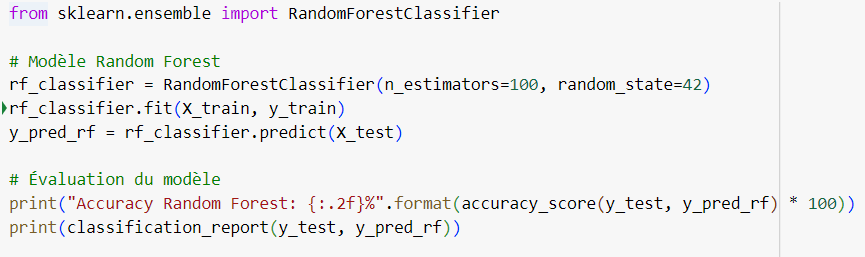 from sklearn.ensemble import RandomForestClassifier
# Modèle Random Forest
rf_classifier = RandomForestClassifier(n_estimators=100, random_state=42)
rf_classifier.fit(X_train, y_train)
y_pred_rf = rf_classifier.predict(X_test)
# Évaluation du modèle
print("Accuracy Random Forest: {:.2f}%".format(accuracy_score(y_test, y_pred_rf) * 100))
print(classification_report(y_test, y_pred_rf))